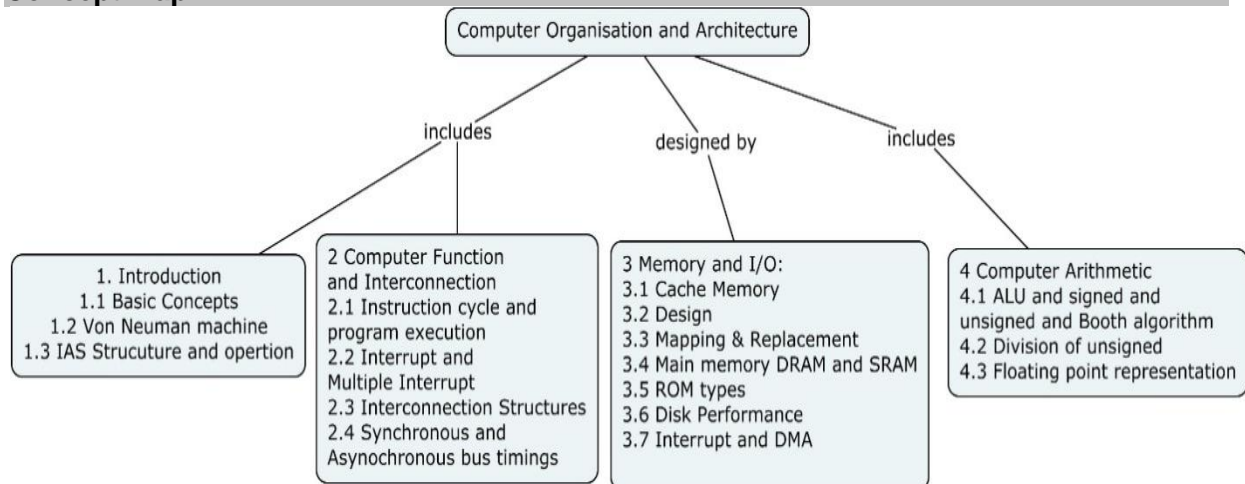 Computer Organisation and Architecture
includes
designed by
includes
1. Introduction
1.1 Basic Concepts
1.2 Von Neuman machine
1.3 IAS Strucuture and opertion
2 Computer Function
and Interconnection
2.1 Instruction cycle and
program execution
2.2 Interrupt and
Multiple Interrupt
2.3 Interconnection Structures
2.4 Synchronous and
Asynochronous bus timings
3 Memory and I/O:
3.1 Cache Memory
3.2 Design
3.3 Mapping & Replacement
3.4 Main memory DRAM and SRAM
3.5 ROM types
3.6 Disk Performance
3.7 Interrupt and DMA
4 Computer Arithmetic
4.1 ALU and signed and
unsigned and Booth algorithm
4.2 Division of unsigned
4.3 Floating point representation